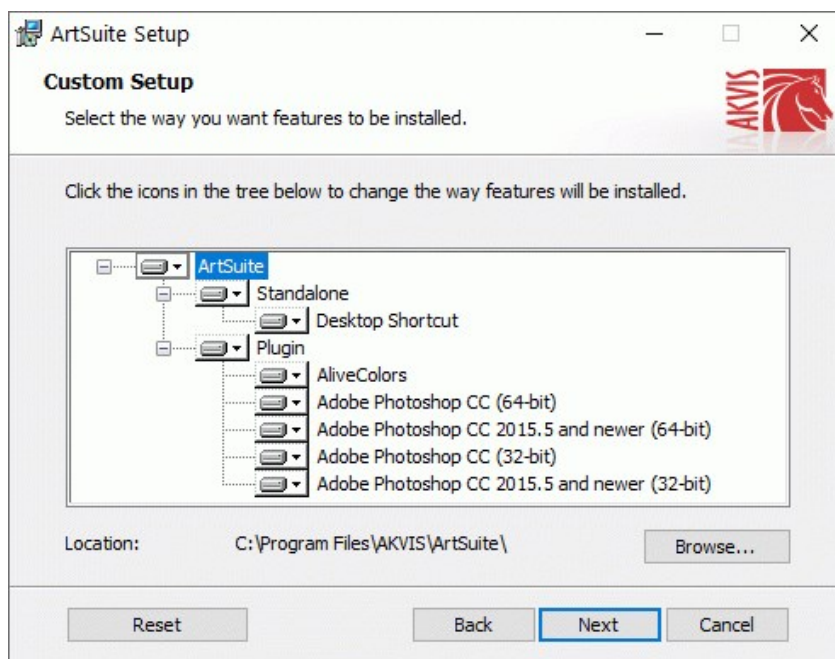 ArtSuite Setup
Custom Setup
Select the way you want features to be installed.
AKVIS
Click the icons in the tree below to change the way features will be installed.
ArtSuite
Standalone
Desktop Shortcut
Plugin
AliveColors
Adobe Photoshop CC (64-bit)
Adobe Photoshop CC 2015.5 and newer (64-bit)
Adobe Photoshop CC (32-bit)
Adobe Photoshop CC 2015.5 and newer (32-bit)
Location: C:\Program Files\AKVIS\ArtSuite\ Browse...
Reset Back Next Cancel